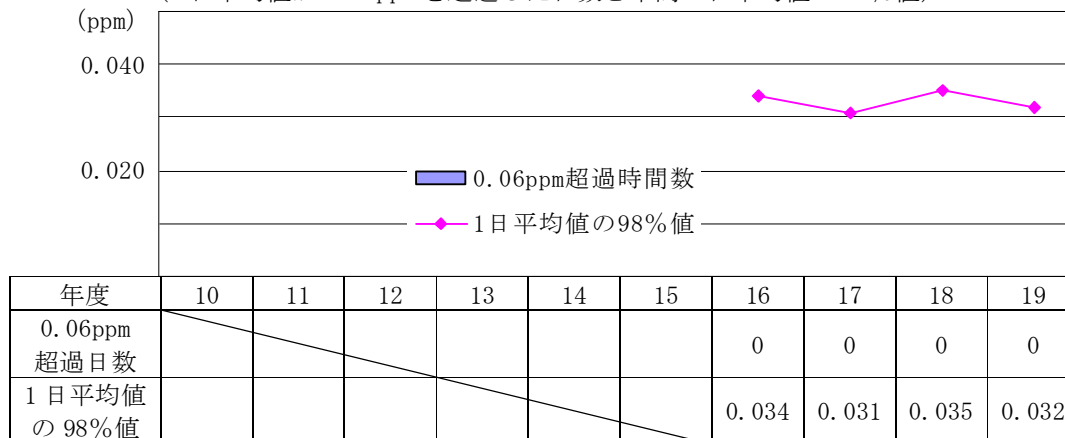 (ppm)
0.040
0.020
0.06ppm超過時間数
1日平均値の98%値
年度 10 11 12 13 14 15 16 17 18 19
0.06ppm
超過日数 0 0 0 0
1日平均値
の98%値 0.034 0.031 0.035 0.032